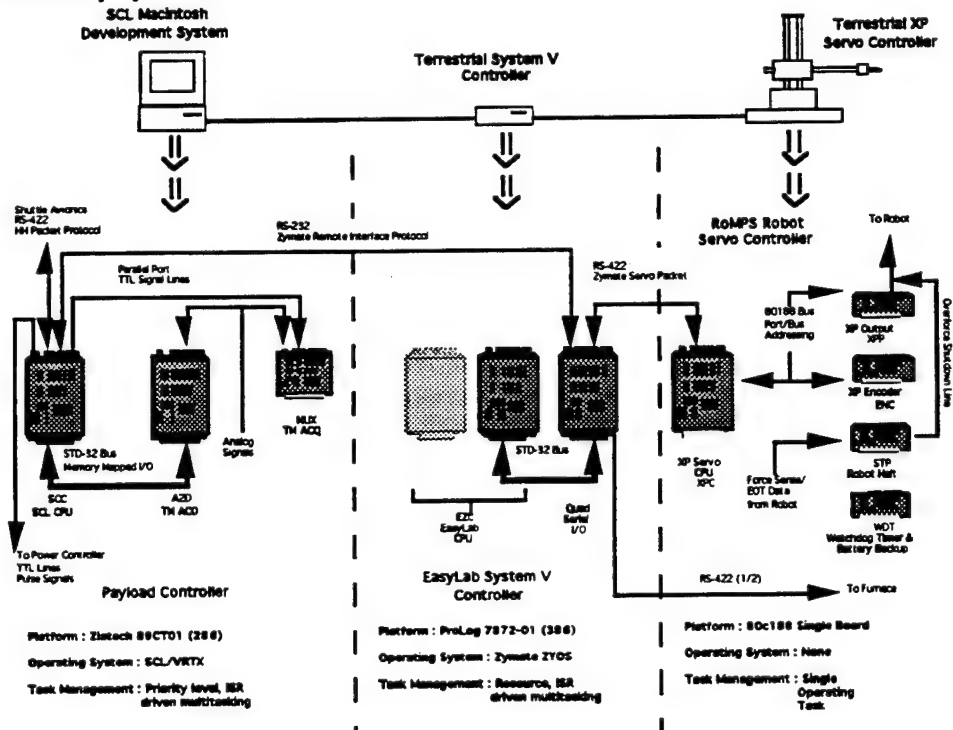 SCL Macintosh
Development System
Terrestrial System V
Controller
Terrestrial XP
Servo Controller
Shuttle Avionics
RS-422
HH Packet Protocol
RS-232
Zymate Remote Interface Protocol
Parallel Port
TTL Signal Lines
RS-422
Zymate Servo Packet
RoMPS Robot
Servo Controller
To Robot
80188 Bus
Port/Bus
Addressing
XP Output
XPP
Overforce Shutdown Line
XP Encoder
ENC
MUX
TM ACQ
Analog
Signals
STD-32 Bus
Memory Mapped I/O
SCC
SCL CPU
A2D
TM ACQ
STD-32 Bus
EZC
EasyLab
CPU
Quad
Serial
I/O
XP Servo
CPU
XPC
Force Sense/
EOT Data
from Robot
STP
Robot Halt
WDT
Watchdog Timer &
Battery Backup
To Power Controller
TTL Lines
Pulse Signals
RS-422 (1/2)
To Furnace
Payload Controller
EasyLab System V
Controller
Platform : Ziatech 89CT01 (286)
Operating System : SCL/VRTX
Task Management : Priority level, ISR
driven multitasking
Platform : ProLog 7872-01 (386)
Operating System : Zymate ZYOS
Task Management : Resource, ISR
driven multitasking
Platform : 80c188 Single Board
Operating System : None
Task Management : Single
Operating
Task